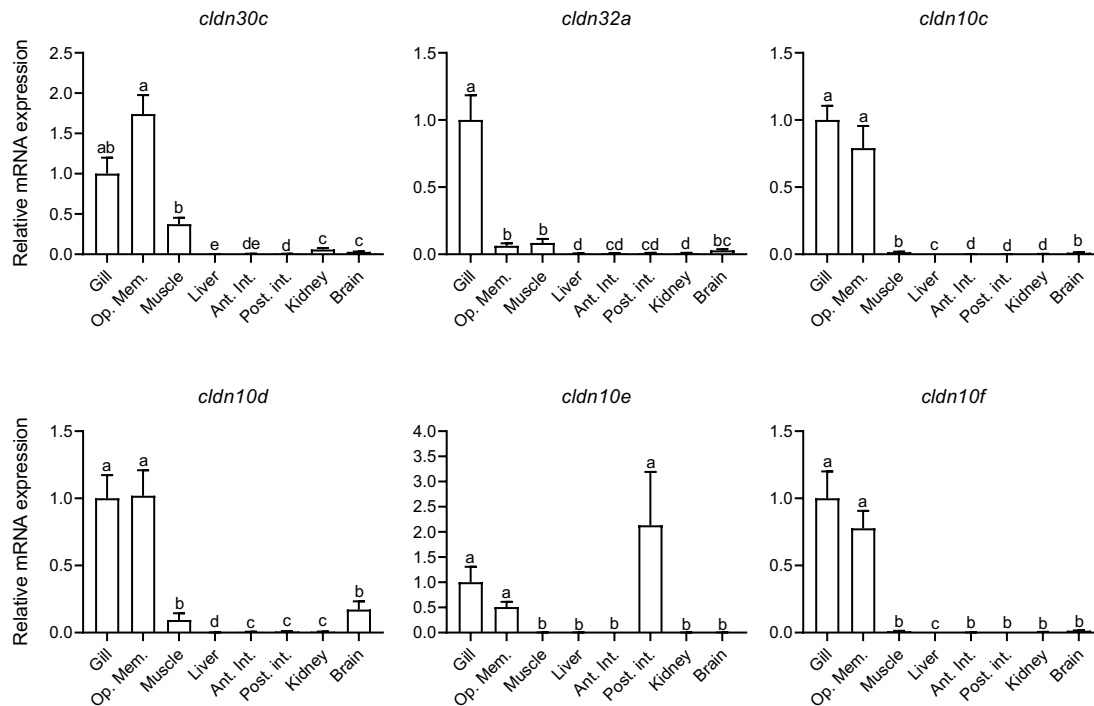 cldn30c
cldn32a
cldn10c
Relative mRNA expression
2.5
2.0
1.5
1.0
0.5
0.0
ab
a
b
e
de
d
c
c
Gill
Op. Mem.
Muscle
Liver
Ant. Int.
Post. int.
Kidney
Brain
1.5
1.0
0.5
0.0
a
b
b
d
cd
cd
d
bc
Gill
Op. Mem.
Muscle
Liver
Ant. Int.
Post. int.
Kidney
Brain
1.5
1.0
0.5
0.0
a
a
b
c
d
d
d
b
Gill
Op. Mem.
Muscle
Liver
Ant. Int
Post. int.
Kidney
Brain
cldn10d
cldn10e
cldn10f
Relative mRNA expression
1.5
1.0
0.5
0.0
a
a
b
d
c
c
c
b
Gill
Op. Mem.
Muscle
Liver
Ant. Int.
Post. int.
Kidney
Brain
4.0
3.5
3.0
2.5
2.0
1.5
1.0
0.5
0.0
a
a
b
b
b
a
b
b
Gill
Op. Mem.
Muscle
Liver
Ant. Int.
Post. int.
Kidney
Brain
1.5
1.0
0.5
0.0
a
a
b
c
b
b
b
b
Gill
Op. Mem.
Muscle
Liver
Ant. Int
Post. int.
Kidney
Brain